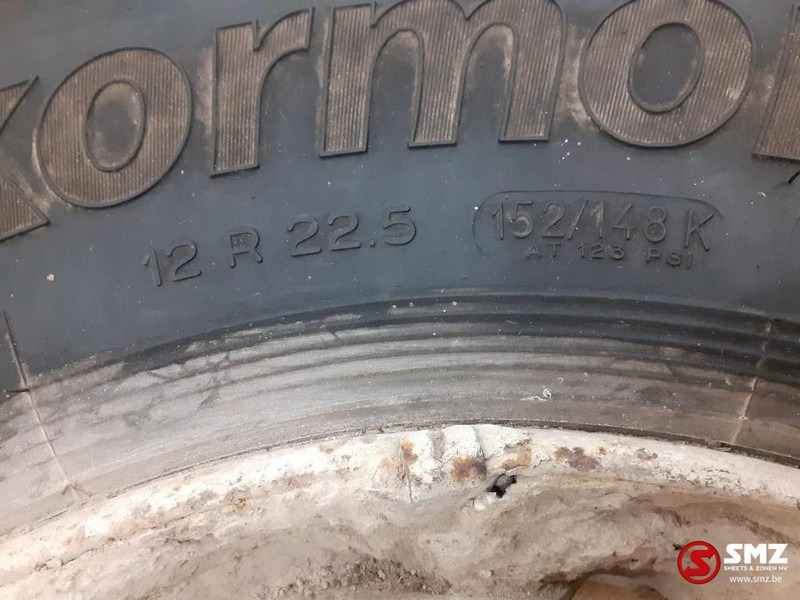 kormo
12 R 22.5
152/148 K
AT 123 PSI
SMZ
SMEETS & ZONEN NV
www.smz.be